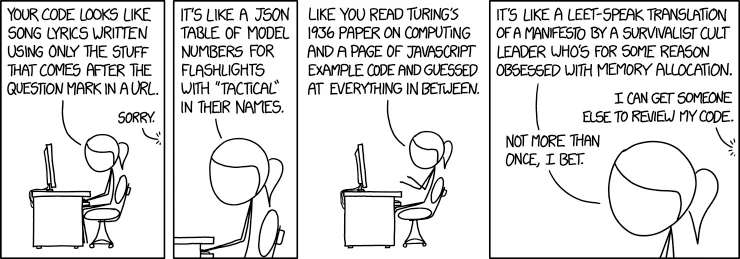 YOUR CODE LOOKS LIKE
SONG LYRICS WRITTEN
USING ONLY THE STUFF
THAT COMES AFTER THE
QUESTION MARK IN A URL.
SORRY.
IT'S LIKE A JSON
TABLE OF MODEL
NUMBERS FOR
FLASHLIGHTS
WITH "TACTICAL"
IN THEIR NAMES.
LIKE YOU READ TURING'S
1936 PAPER ON COMPUTING
AND A PAGE OF JAVASCRIPT
EXAMPLE CODE AND GUESSED
AT EVERYTHING IN BETWEEN.
IT'S LIKE A LEET-SPEAK TRANSLATION
OF A MANIFESTO BY A SURVIVALIST CULT
LEADER WHO'S FOR SOME REASON
OBSESSED WITH MEMORY ALLOCATION.
I CAN GET SOMEONE
ELSE TO REVIEW MY CODE.
NOT MORE THAN
ONCE, I BET.